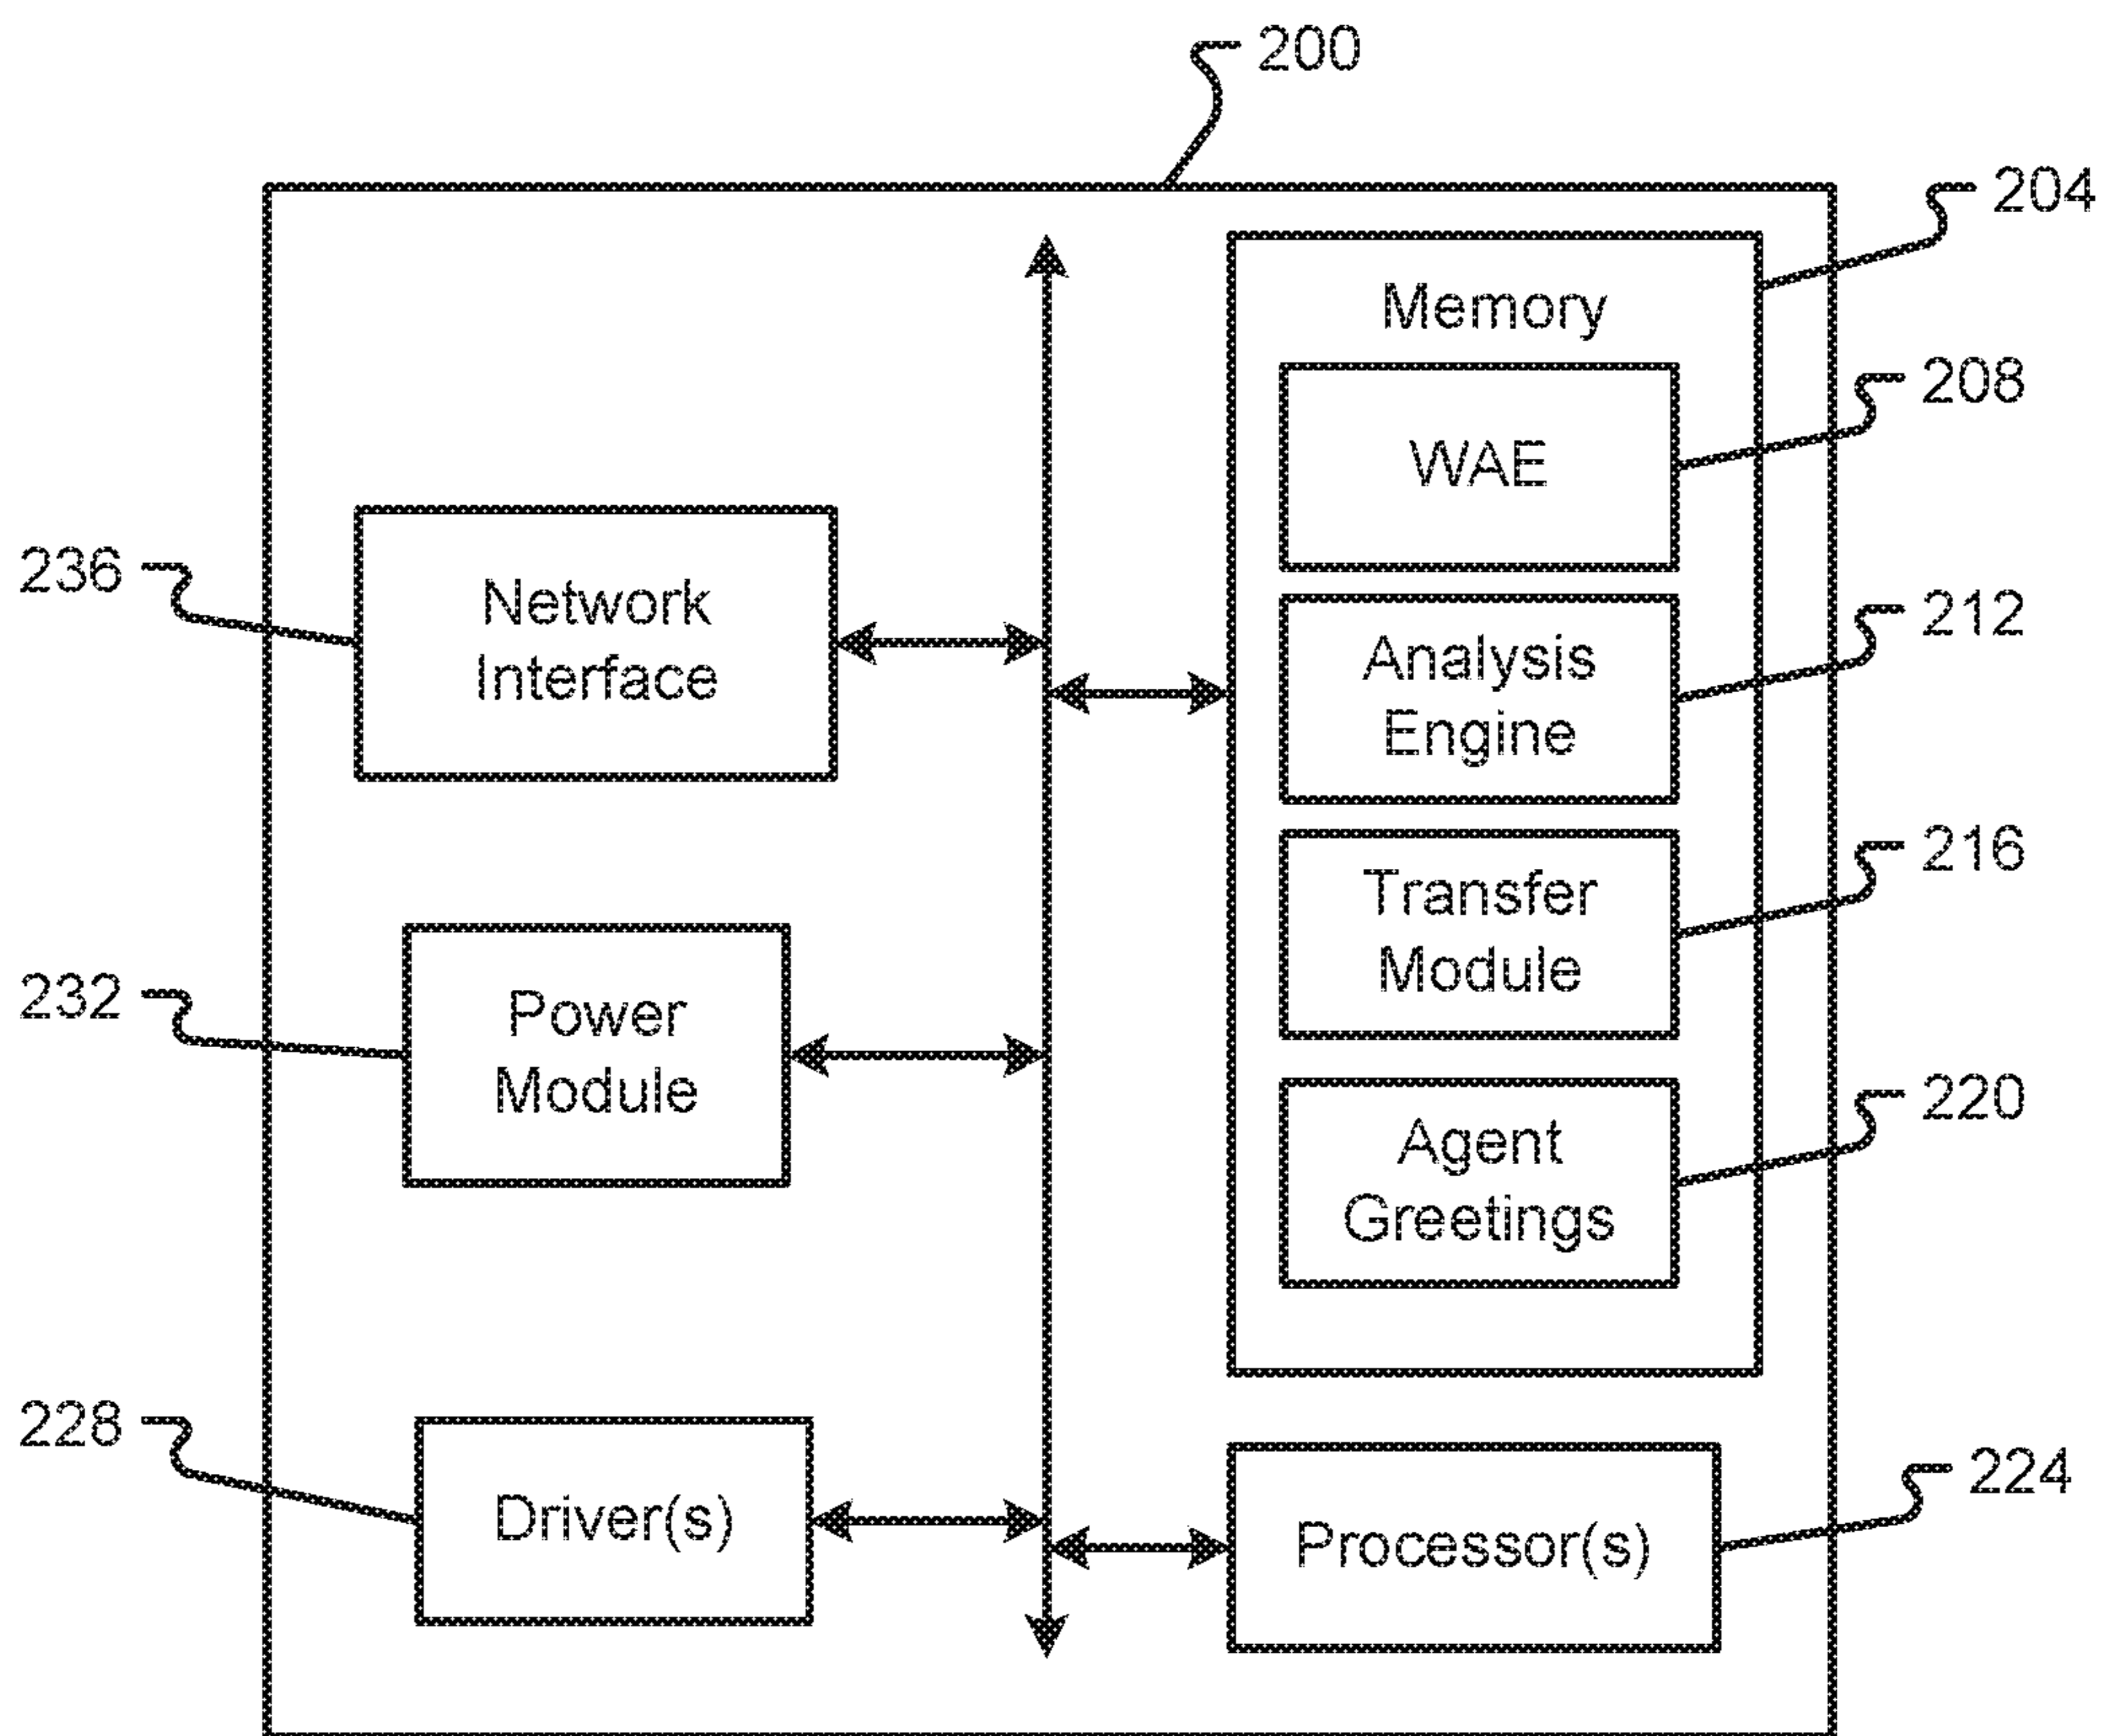 200
204
Memory
208
WAE
236
Network
Interface
212
Analysis
Engine
216
Transfer
Module
232
Power
Module
220
Agent
Greetings
228
Driver(s)
224
Processor(s)